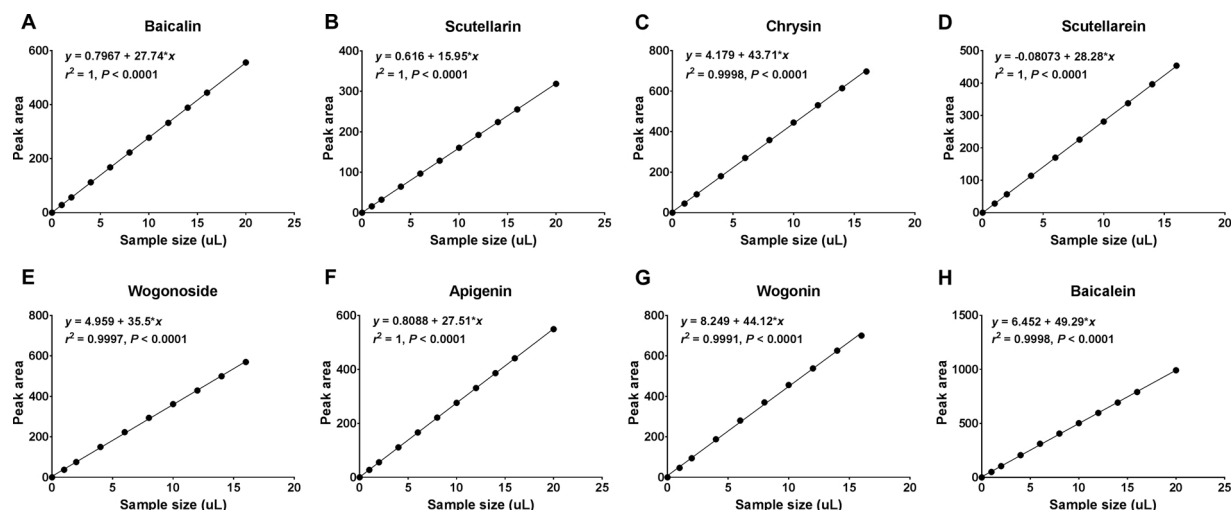 A
Baicalin
y = 0.7967 + 27.74*x
r² = 1, P < 0.0001
Peak area
600
400
200
0
0 5 10 15 20 25
Sample size (uL)
B
Scutellarin
y = 0.616 + 15.95*x
r² = 1, P < 0.0001
Peak area
400
300
200
100
0
0 5 10 15 20 25
Sample size (uL)
C
Chrysin
y = 4.179 + 43.71*x
r² = 0.9998, P < 0.0001
Peak area
800
600
400
200
0
0 5 10 15 20
Sample size (uL)
D
Scutellarein
y = -0.08073 + 28.28*x
r² = 1, P < 0.0001
Peak area
500
400
300
200
100
0
0 5 10 15 20
Sample size (uL)
E
Wogonoside
y = 4.959 + 35.5*x
r² = 0.9997, P < 0.0001
Peak area
800
600
400
200
0
0 5 10 15 20
Sample size (uL)
F
Apigenin
y = 0.8088 + 27.51*x
r² = 1, P < 0.0001
Peak area
600
400
200
0
0 5 10 15 20 25
Sample size (uL)
G
Wogonin
y = 8.249 + 44.12*x
r² = 0.9991, P < 0.0001
Peak area
800
600
400
200
0
0 5 10 15 20
Sample size (uL)
H
Baicalein
y = 6.452 + 49.29*x
r² = 0.9998, P < 0.0001
Peak area
1500
1000
500
0
0 5 10 15 20 25
Sample size (uL)